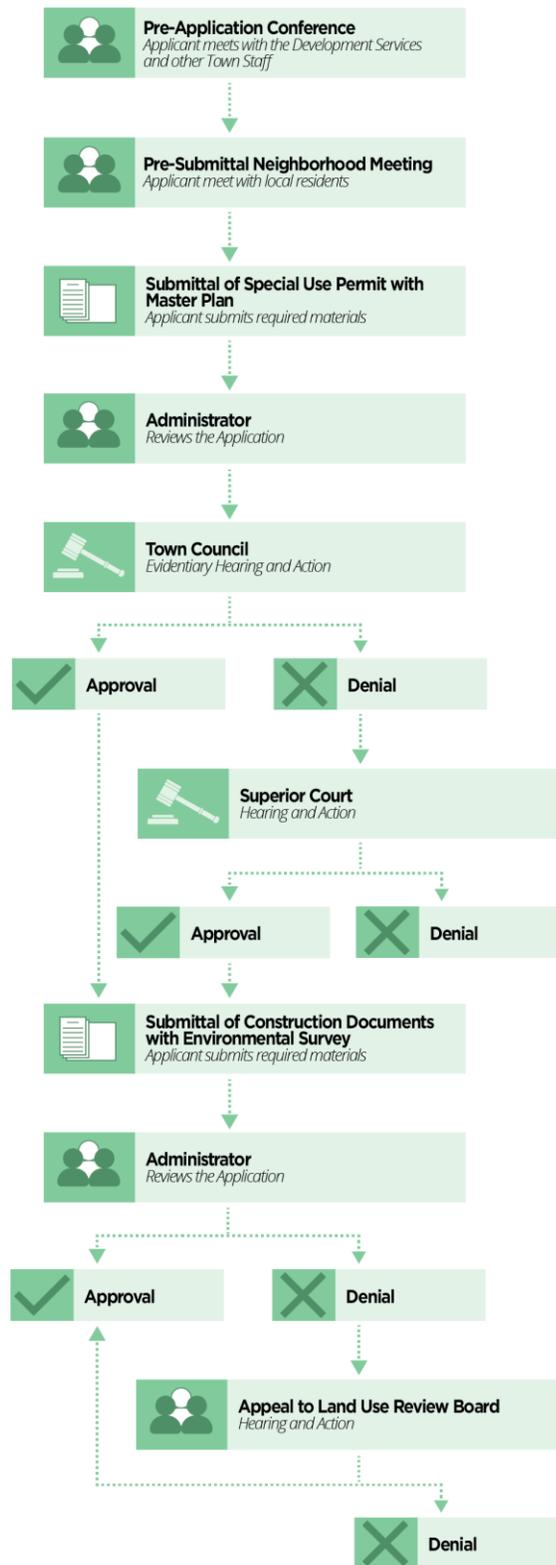 Pre-Application Conference
Applicant meets with the Development Services
and other Town Staff
Pre-Submittal Neighborhood Meeting
Applicant meet with local residents
Submittal of Special Use Permit with
Master Plan
Applicant submits required materials
Administrator
Reviews the Application
Town Council
Evidentiary Hearing and Action
Approval
Denial
Superior Court
Hearing and Action
Approval
Denial
Submittal of Construction Documents
with Environmental Survey
Applicant submits required materials
Administrator
Reviews the Application
Approval
Denial
Appeal to Land Use Review Board
Hearing and Action
Denial